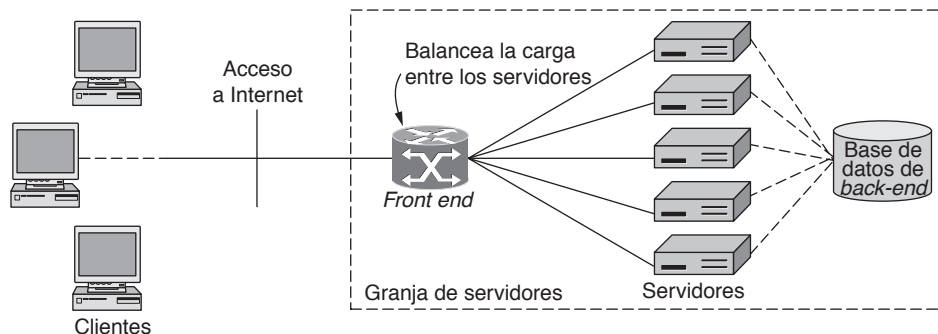 Acceso
a Internet
Balancea la carga
entre los servidores
Front end
Base de
datos de
back-end
Granja de servidores
Servidores
Clientes